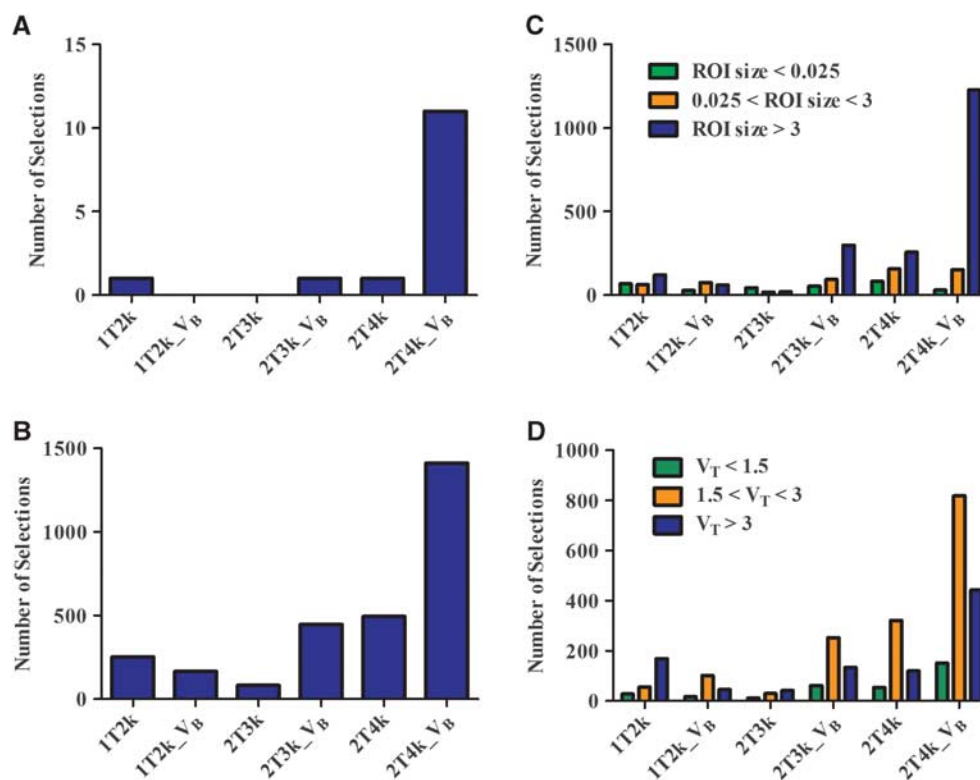 A
Number of Selections
15
10
5
0
1T2k
1T2k_VB
2T3k
2T3k_VB
2T4k
2T4k_VB
B
Number of Selections
1500
1000
500
0
1T2k
1T2k_VB
2T3k
2T3k_VB
2T4k
2T4k_VB
C
Number of Selections
1500
1000
500
0
ROI size < 0.025
0.025 < ROI size < 3
ROI size > 3
1T2k
1T2k_VB
2T3k
2T3k_VB
2T4k
2T4k_VB
D
Number of Selections
1000
800
600
400
200
0
VT < 1.5
1.5 < VT < 3
VT > 3
1T2k
1T2k_VB
2T3k
2T3k_VB
2T4k
2T4k_VB